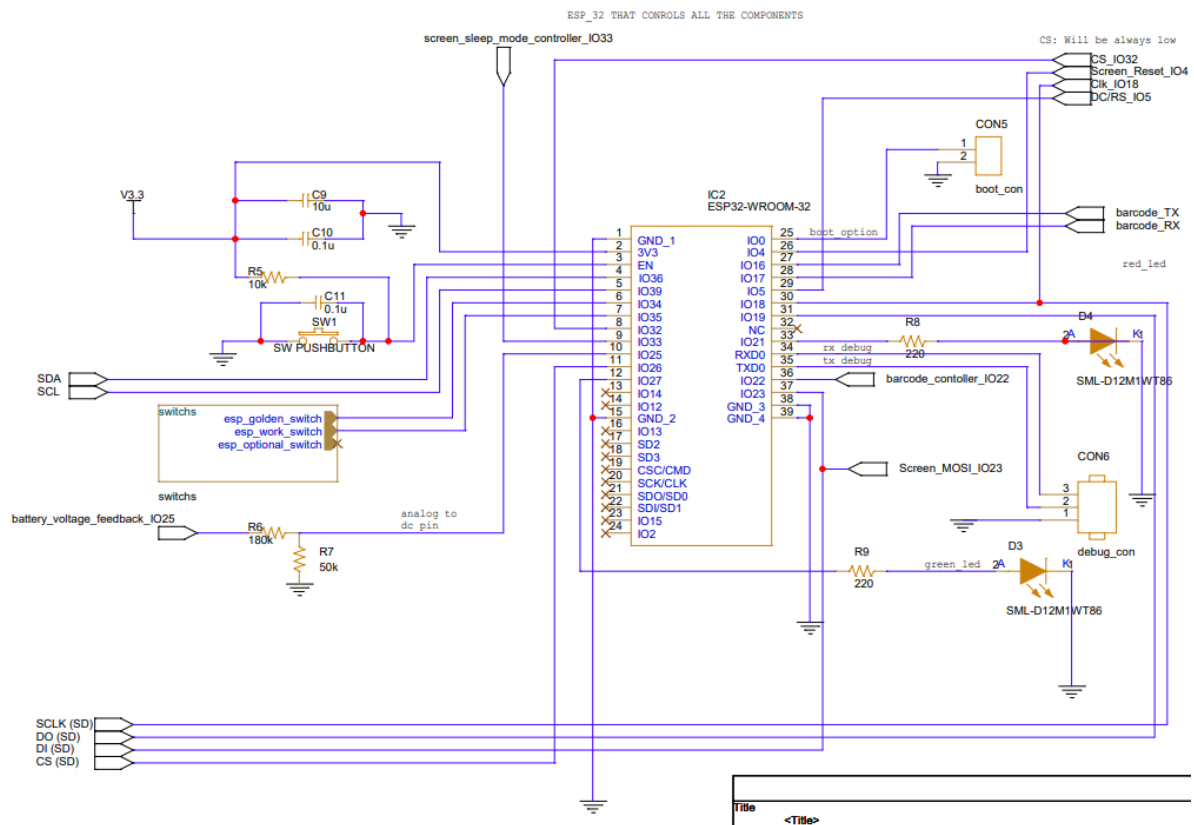 ESP_32 THAT CONROLS ALL THE COMPONENTS
screen_sleep_mode_controller_IO33
CS: Will be always low
CS_IO32
Screen_Reset_IO4
Clk_IO18
DC/RS_IO5
CON5
1
2
boot_con
V3.3
C9
10u
C10
0.1u
R5
10k
C11
0.1u
SW1
SW PUSHBUTTON
IC2
ESP32-WROOM-32
1 GND_1
2 3V3
3 EN
4 IO36
5 IO39
6 IO34
7 IO35
8 IO32
9 IO33
10 IO25
11 IO26
12 IO27
13 IO14
14 IO12
15 GND_2
16 IO13
17 SD2
18 SD3
19 CSC/CMD
20 SCK/CLK
21 SDO/SD0
22 SDI/SD1
23 IO15
24 IO2
IO0 25
IO4 26
IO16 27
IO17 28
IO5 29
IO18 30
IO19 31
NC 32
IO21 33
RXD0 34
TXD0 35
IO22 36
IO23 37
GND_3 38
GND_4 39
boot_option
barcode_TX
barcode_RX
red_led
R8
220
D4
2 A K 1
SML-D12M1WT86
rx debug
tx debug
barcode_contoller_IO22
SDA
SCL
switchs
esp_golden_switch
esp_work_switch
esp_optional_switch
switchs
Screen_MOSI_IO23
CON6
3
2
1
debug_con
battery_voltage_feedback_IO25
R6
180k
analog to
dc pin
R7
50k
R9
220
green_led
D3
2 A K 1
SML-D12M1WT86
SCLK (SD)
DO (SD)
DI (SD)
CS (SD)
Title
<Title>